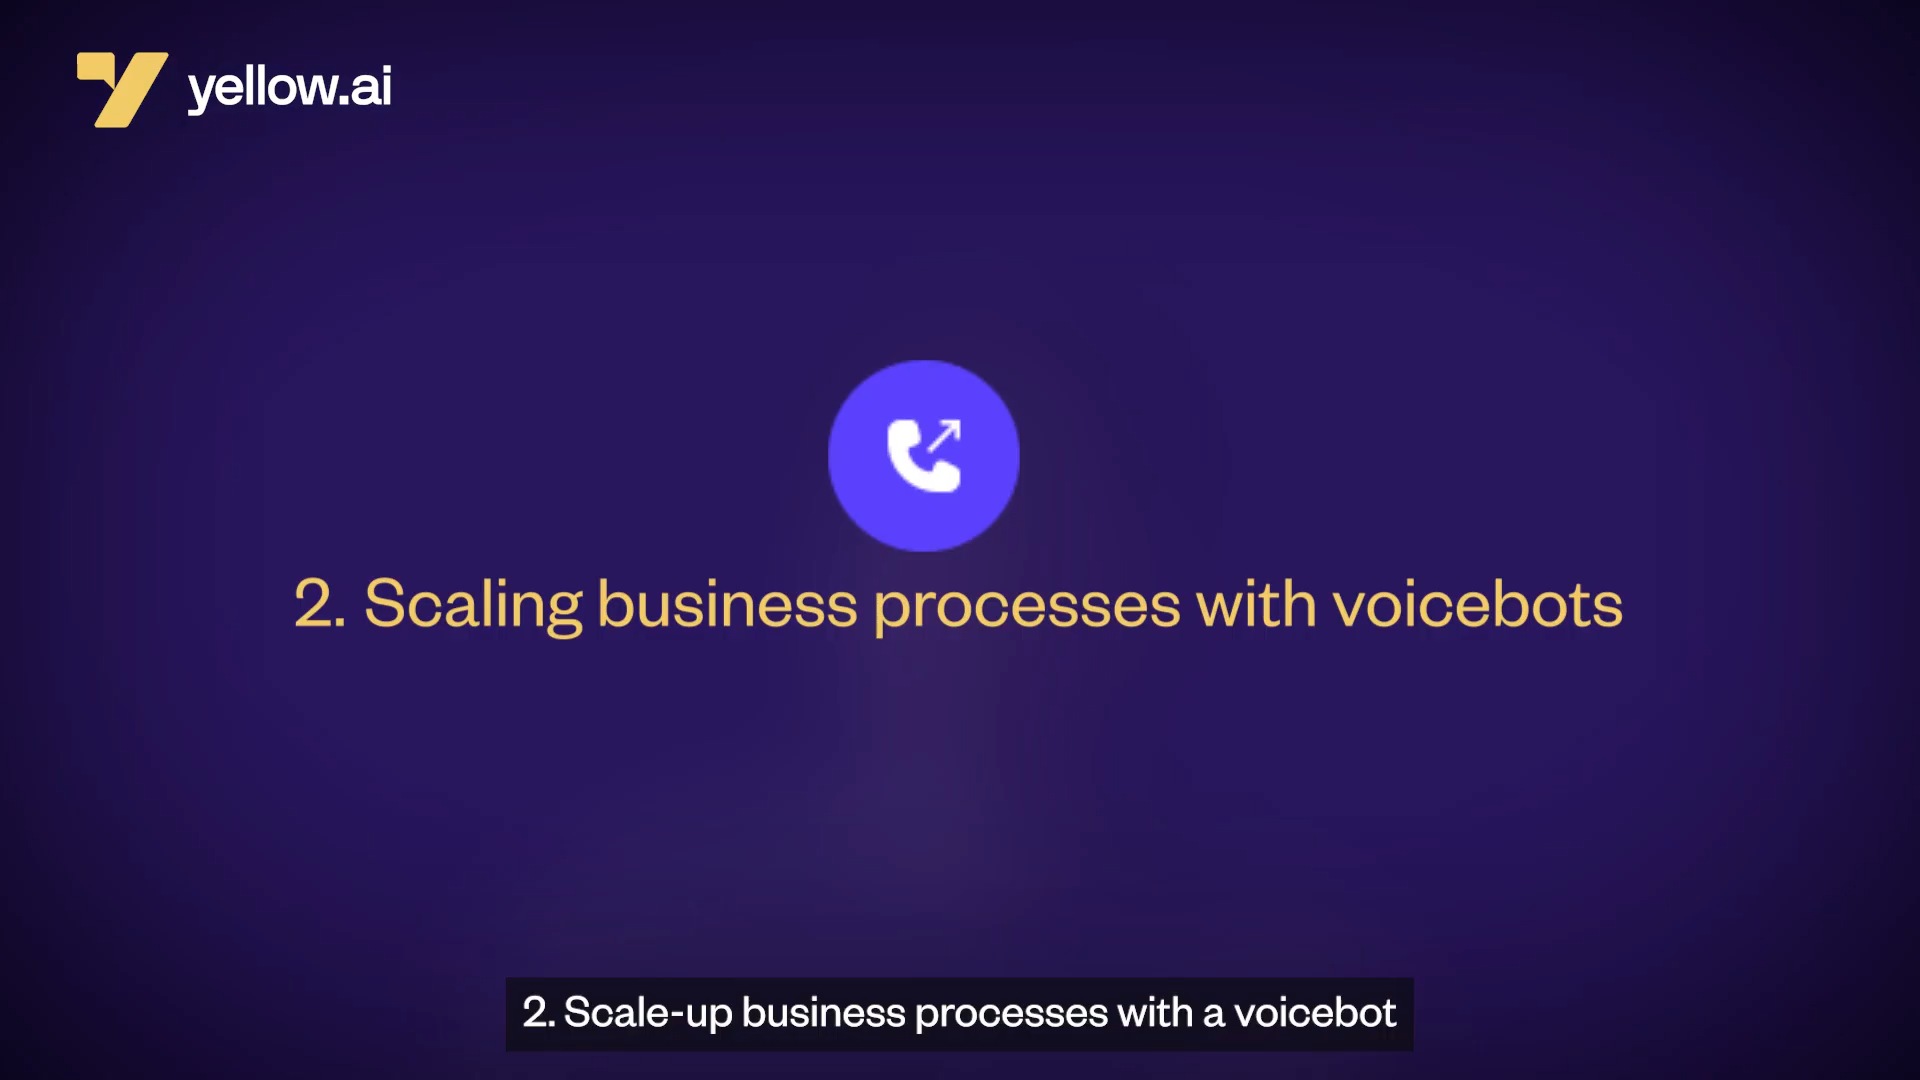 yellow.ai
2. Scaling business processes with voicebots
2. Scale-up business processes with a voicebot